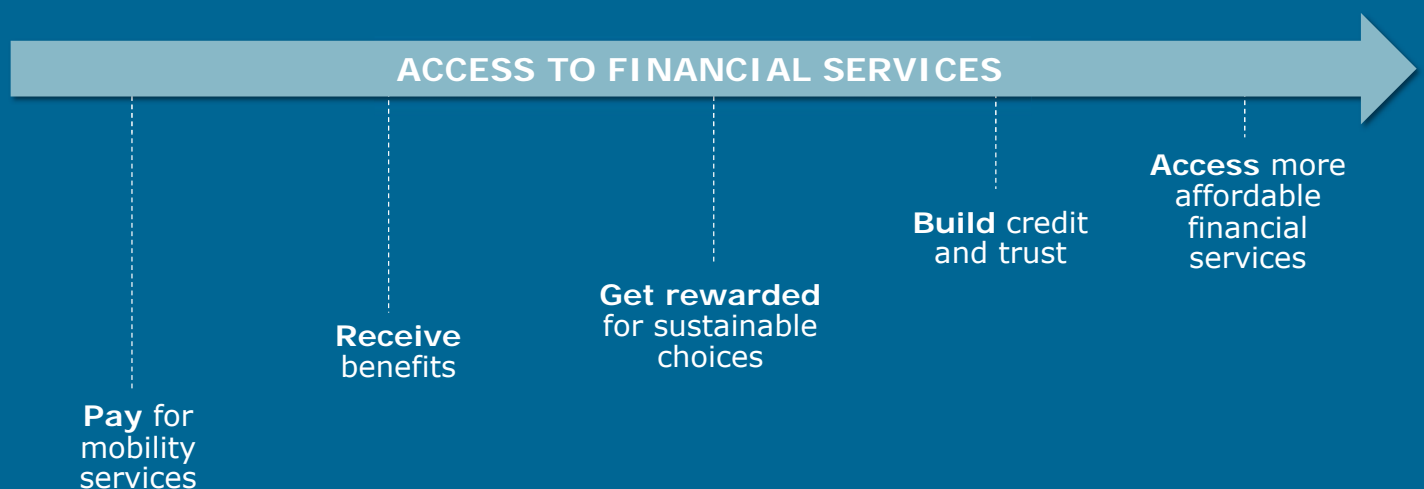 ACCESS TO FINANCIAL SERVICES
Pay for
mobility
services
Receive
benefits
Get rewarded
for sustainable
choices
Build credit
and trust
Access more
affordable
financial
services